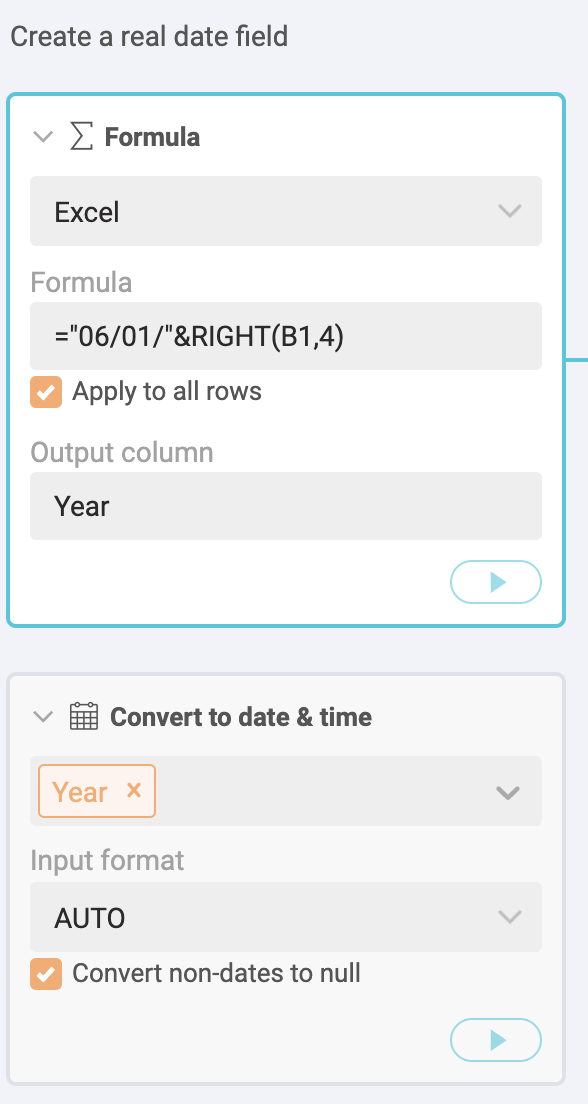 Create a real date field
Formula
Excel
Formula
="06/01/"&RIGHT(B1,4)
Apply to all rows
Output column
Year
Convert to date & time
Year ×
Input format
AUTO
Convert non-dates to null